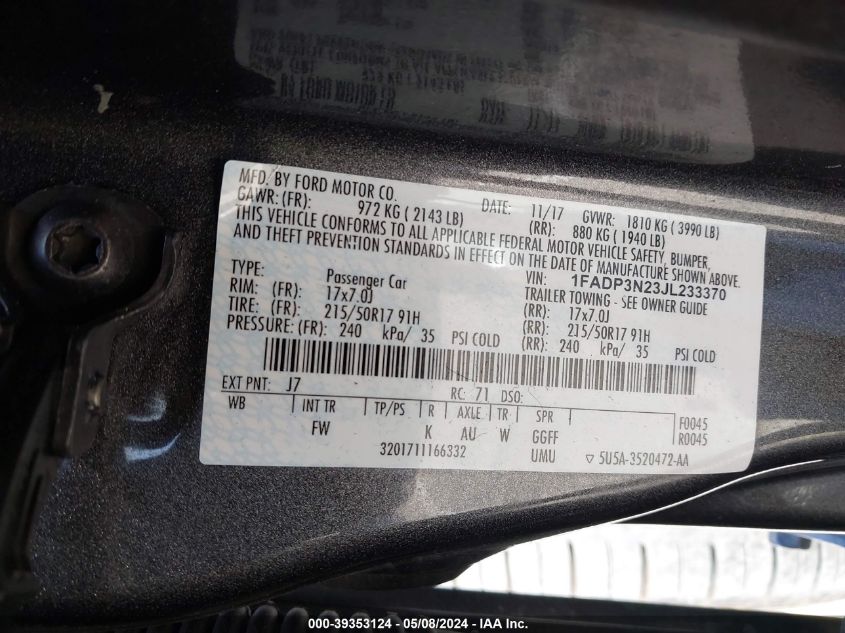 MFD. BY FORD MOTOR CO.
DATE: 11/17 GVWR: 1810 KG ( 3990 LB)
GAWR: (FR): 972 KG ( 2143 LB) (RR): 880 KG ( 1940 LB)
THIS VEHICLE CONFORMS TO ALL APPLICABLE FEDERAL MOTOR VEHICLE SAFETY, BUMPER,
AND THEFT PREVENTION STANDARDS IN EFFECT ON THE DATE OF MANUFACTURE SHOWN ABOVE.
VIN: 1FADP3N23JL233370
TYPE: Passenger Car TRAILER TOWING - SEE OWNER GUIDE
RIM: (FR): 17x7.0J (RR): 17x7.0J
TIRE: (FR): 215/50R17 91H (RR): 215/50R17 91H
PRESSURE: (FR): 240 kPa/ 35 PSI COLD (RR): 240 kPa/ 35 PSI COLD
EXT PNT: J7 RC: 71 DSO:
WB INT TR TP/PS R AXLE TR SPR F0045
FW K AU W GGFF R0045
3201711166332 UMU ▽ 5U5A-3520472-AA
000-39353124 - 05/08/2024 - IAAI Corp.